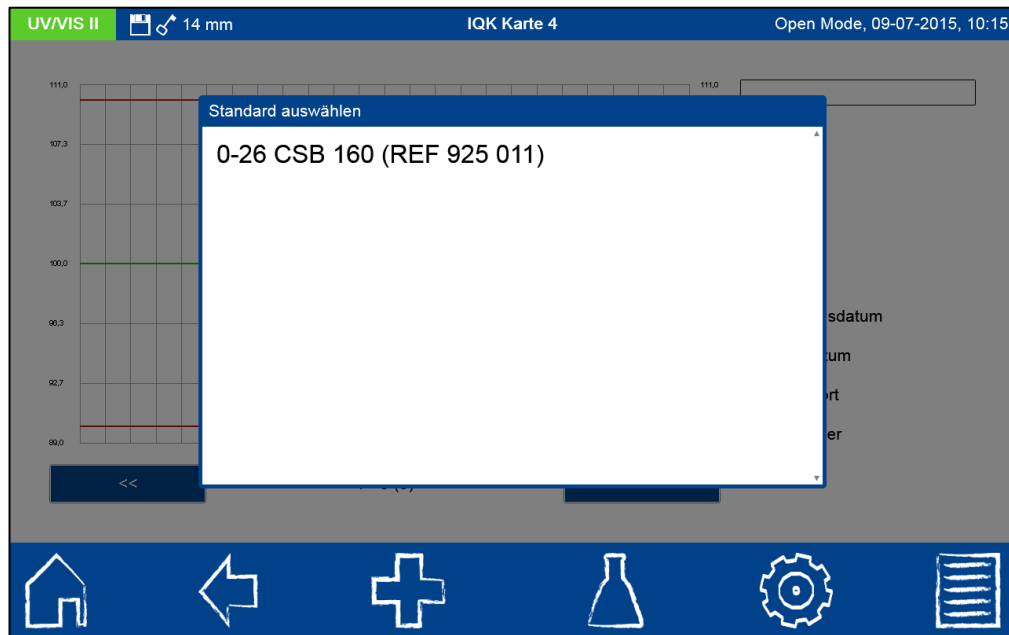 UV/VIS II 14 mm IQK Karte 4 Open Mode, 09-07-2015, 10:15
111,0 111,0
Standard auswählen
107,3
0-26 CSB 160 (REF 925 011)
103,7
100,0
96,3
sdatum
tum
92,7
ort
er
89,0
<<